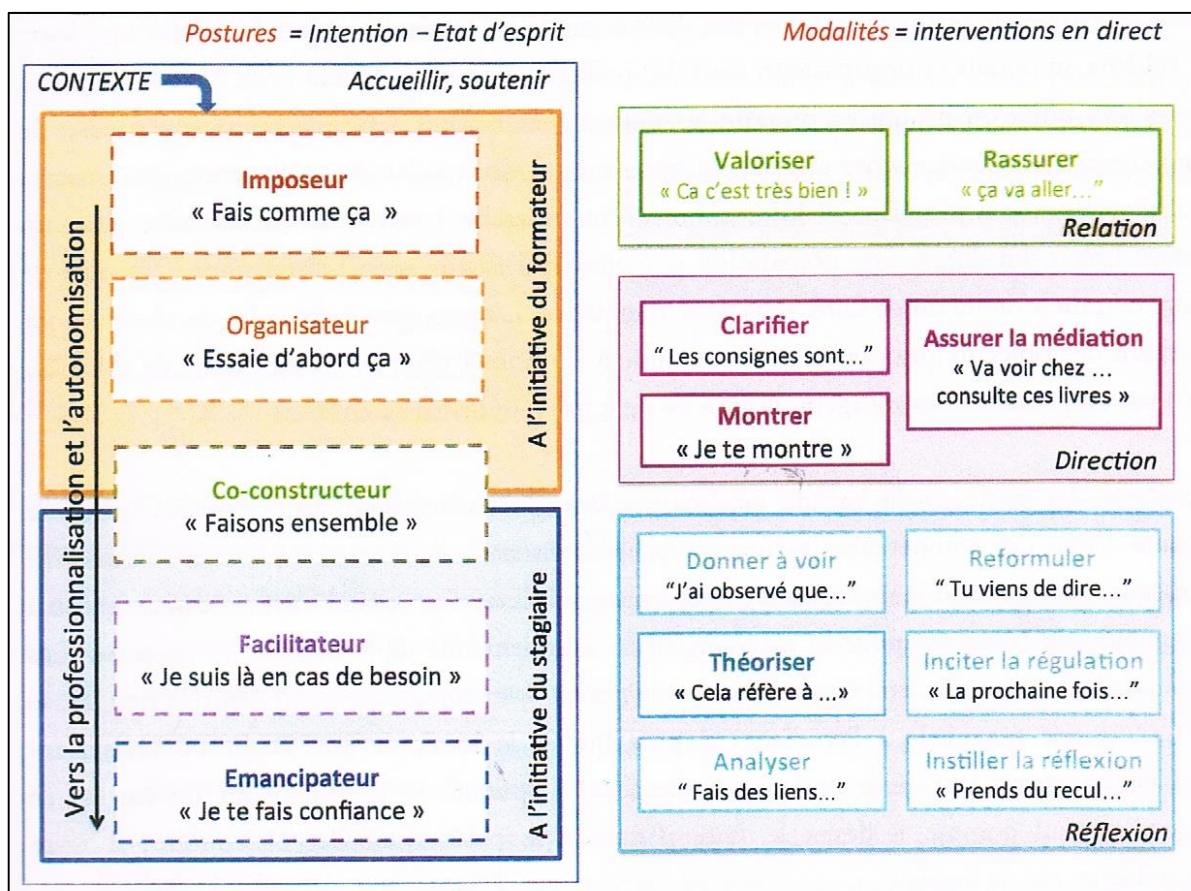 Postures = Intention – Etat d'esprit
CONTEXTE
Accueillir, soutenir
Imposeur
« Fais comme ça »
Organisateur
« Essaie d'abord ça »
Co-constructeur
« Faisons ensemble »
Facilitateur
« Je suis là en cas de besoin »
Emancipateur
« Je te fais confiance »
Vers la professionnalisation et l'autonomisation
A l'initiative du formateur
A l'initiative du stagiaire
Modalités = interventions en direct
Valoriser
« Ca c'est très bien ! »
Rassurer
« ça va aller…"
Relation
Clarifier
" Les consignes sont…"
Assurer la médiation
« Va voir chez …
consulte ces livres »
Montrer
« Je te montre »
Direction
Donner à voir
"J'ai observé que…"
Reformuler
" Tu viens de dire…"
Théoriser
« Cela réfère à …»
Inciter la régulation
« La prochaine fois…"
Analyser
"Fais des liens…"
Instiller la réflexion
« Prends du recul…"
Réflexion